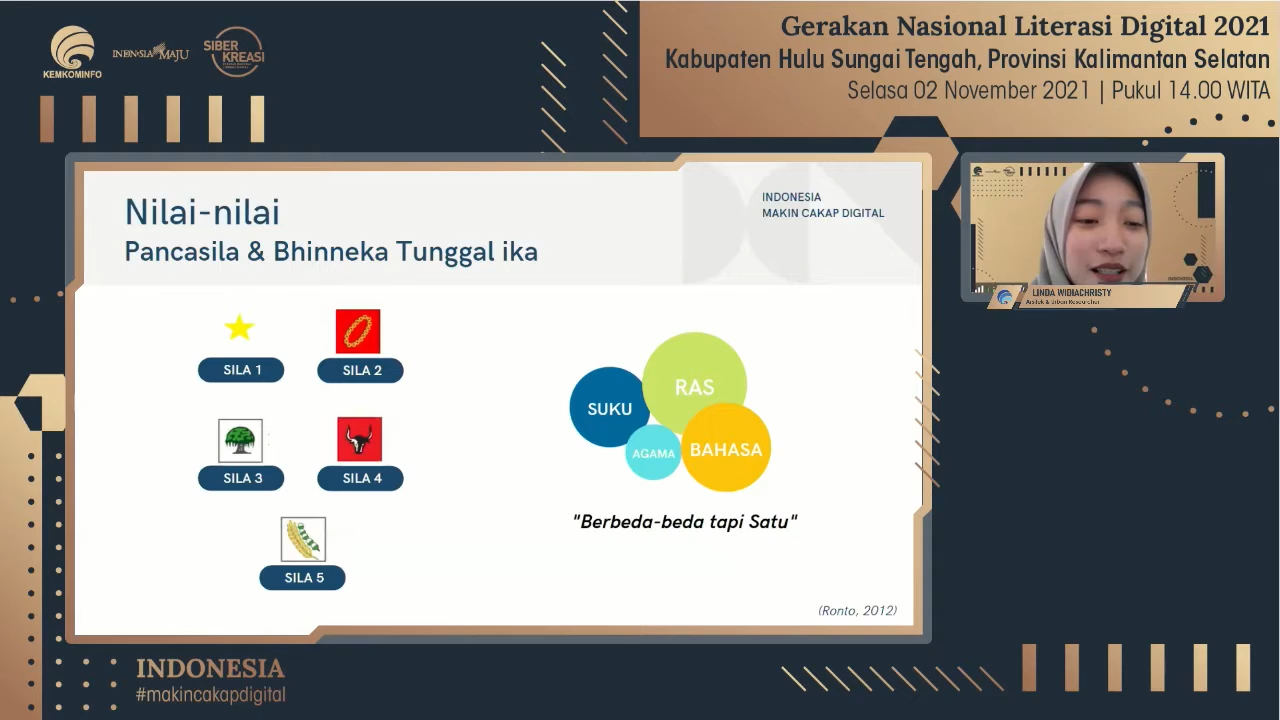 KEMKOMINFO
INDONESIA MAJU
SIBER
KREASI
Gerakan Nasional Literasi Digital 2021
Kabupaten Hulu Sungai Tengah, Provinsi Kalimantan Selatan
Selasa 02 November 2021 | Pukul 14.00 WITA
Nilai-nilai
Pancasila & Bhinneka Tunggal ika
INDONESIA
MAKIN CAKAP DIGITAL
LINDA WIDIACHRISTY
Arsitek & Urban Researcher
SILA 1
SILA 2
SILA 3
SILA 4
SILA 5
SUKU
RAS
AGAMA
BAHASA
"Berbeda-beda tapi Satu"
(Ronto, 2012)
INDONESIA
#makincakapdigital